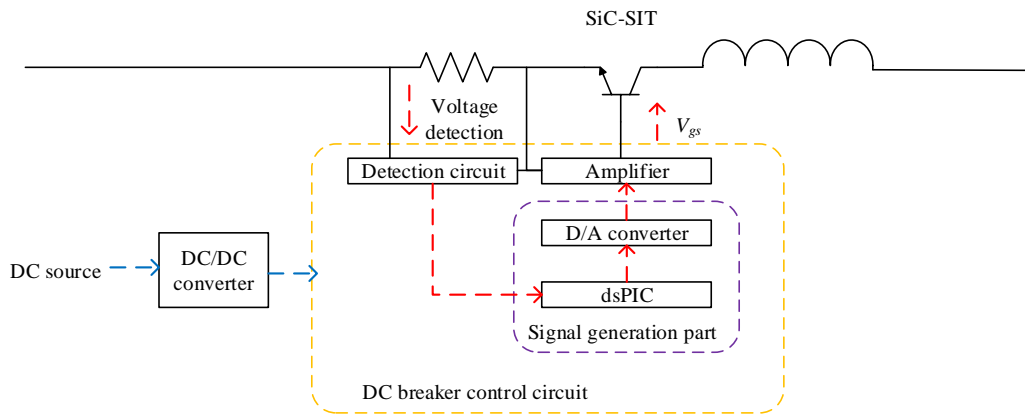 SiC-SIT
Voltage
detection
V_gs
Detection circuit
Amplifier
D/A converter
DC source
DC/DC
converter
dsPIC
Signal generation part
DC breaker control circuit